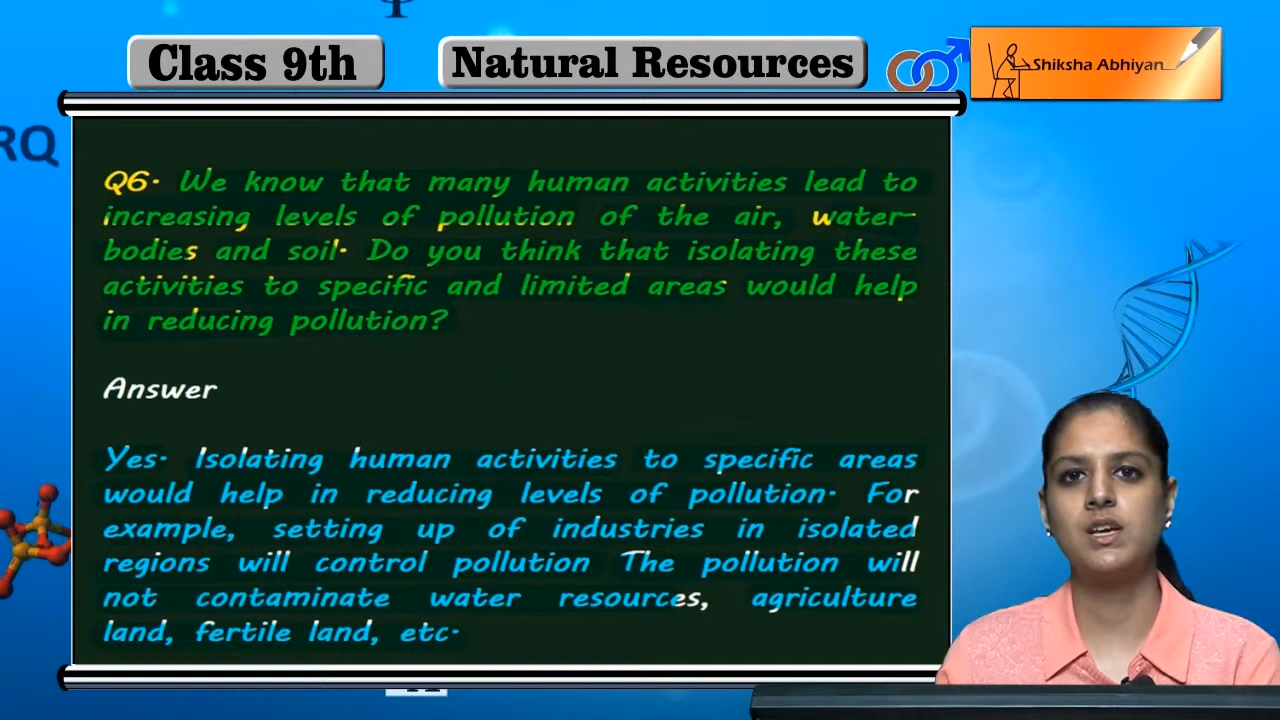 Class 9th
Natural Resources
Shiksha Abhiyan
RQ
Q6. We know that many human activities lead to
increasing levels of pollution of the air, water-
bodies and soil. Do you think that isolating these
activities to specific and limited areas would help
in reducing pollution?
Answer
Yes. Isolating human activities to specific areas
would help in reducing levels of pollution. For
example, setting up of industries in isolated
regions will control pollution The pollution will
not contaminate water resources, agriculture
land, fertile land, etc.